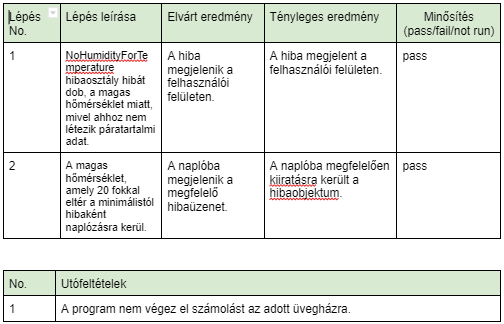 Lépés No. Lépés leírása Elvárt eredmény Tényleges eredmény Minősítés (pass/fail/not run)
1
NoHumidityForTe
mperature
hibaosztály hibát
dob, a magas
hőmérséklet miatt,
mivel ahhoz nem
létezik páratartalmi
adat.
A hiba
megjelenik a
felhasználói
felületen.
A hiba megjelent a
felhasználói felületen.
pass
2
A magas
hőmérséklet,
amely 20 fokkal
eltér a minimálistól
hibaként
naplózásra kerül.
A naplóba
megjelenik a
megfelelő
hibaüzenet.
A naplóba megfelelően
kiiratásra került a
hibaobjektum.
pass
No. Utófeltételek
1 A program nem végez el számolást az adott üvegházra.